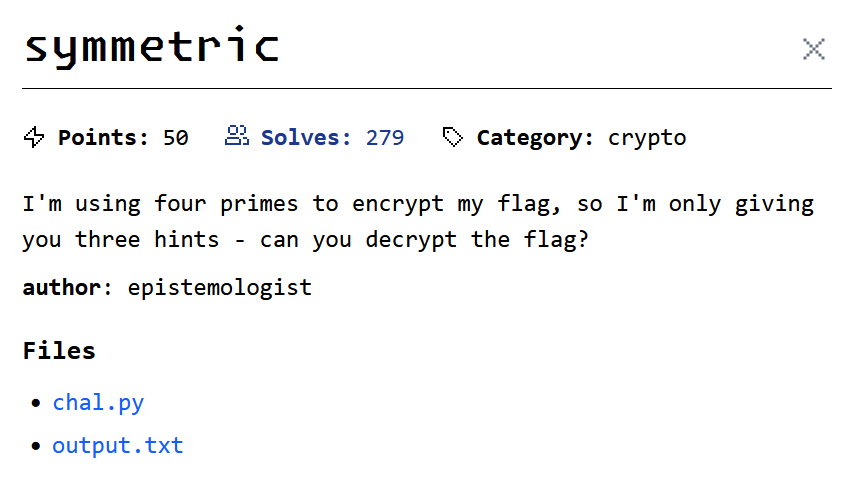 symmetric
Points: 50 Solves: 279 Category: crypto
I'm using four primes to encrypt my flag, so I'm only giving
you three hints - can you decrypt the flag?
author: epistemologist
Files
• chal.py
• output.txt